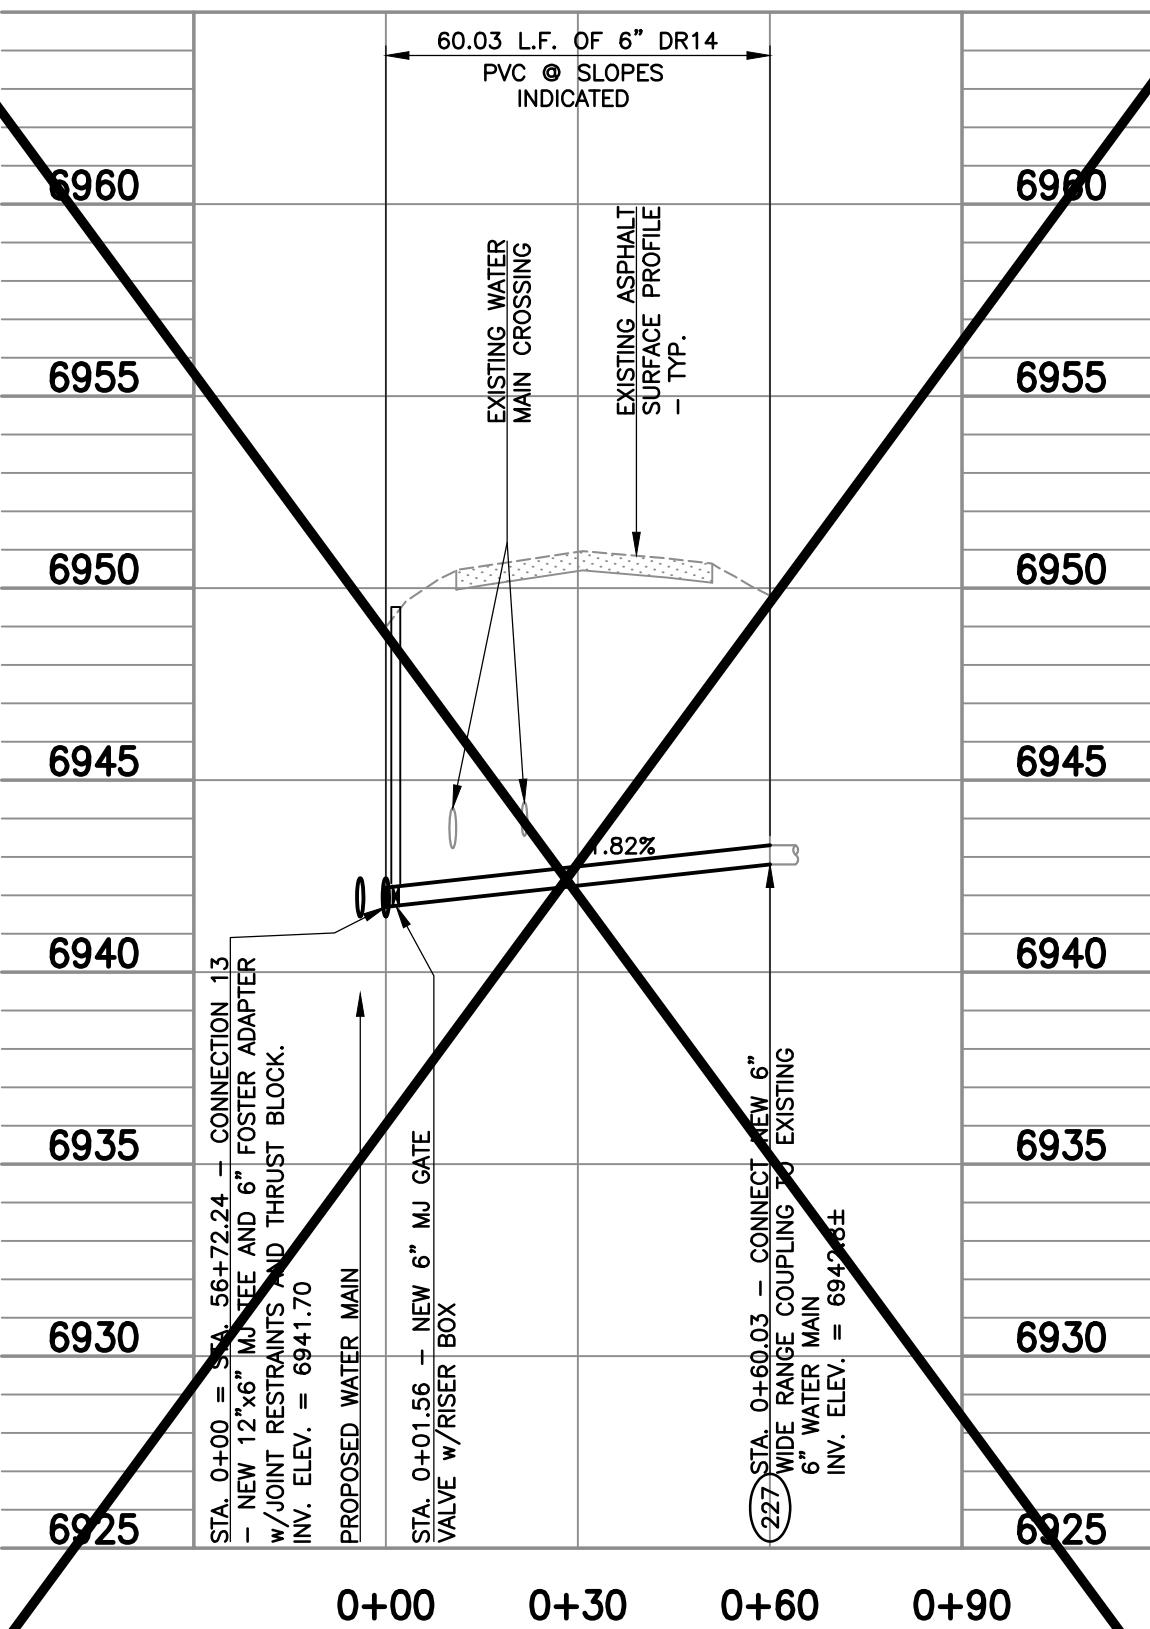 60.03 L.F. OF 6" DR14
PVC @ SLOPES
INDICATED
6960
6960
EXISTING WATER
MAIN CROSSING
EXISTING ASPHALT
SURFACE PROFILE
- TYP.
6955
6955
6950
6950
6945
6945
.82%
6940
6940
6935
6935
6930
6930
6925
6925
STA. 0+00 = STA. 56+72.24 - CONNECTION 13
- NEW 12"x6" MJ TEE AND 6" FOSTER ADAPTER
w/JOINT RESTRAINTS AND THRUST BLOCK.
INV. ELEV. = 6941.70
PROPOSED WATER MAIN
STA. 0+01.56 - NEW 6" MJ GATE
VALVE w/RISER BOX
STA. 0+60.03 - CONNECT NEW 6"
WIDE RANGE COUPLING TO EXISTING
6" WATER MAIN
INV. ELEV. = 6942.8±
227
0+00
0+30
0+60
0+90